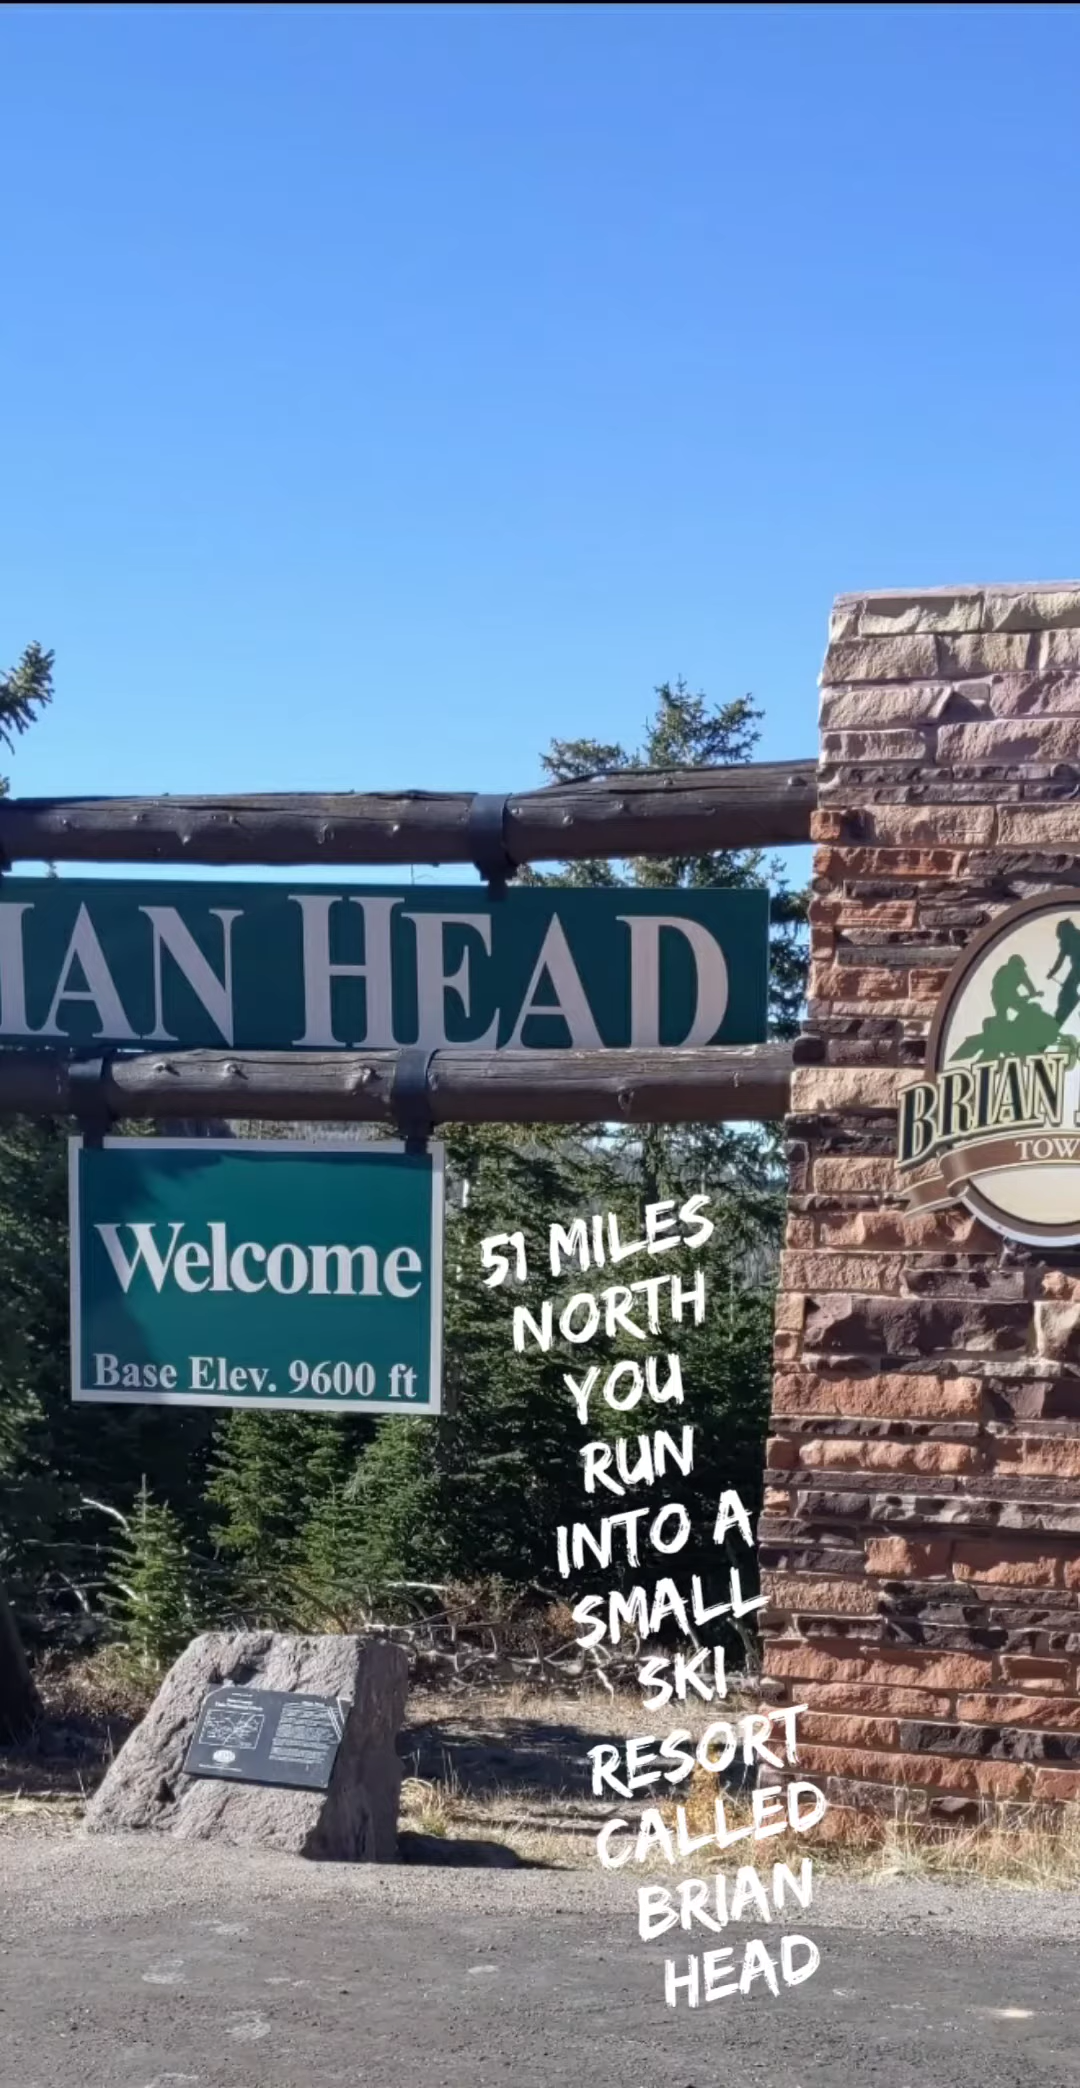 IAN HEAD
BRIAN
TOW
Welcome
Base Elev. 9600 ft
51 MILES
NORTH
YOU
RUN
INTO A
SMALL
SKI
RESORT
CALLED
BRIAN
HEAD